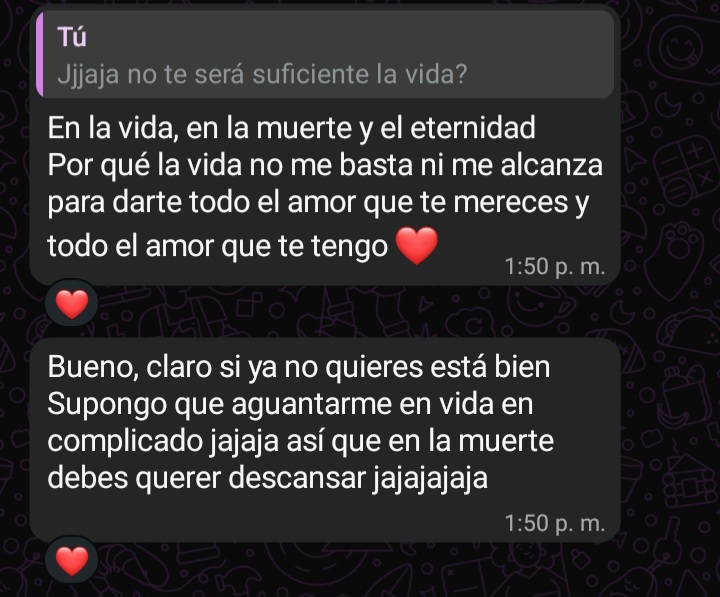 Tú
Jjjaja no te será suficiente la vida?
En la vida, en la muerte y el eternidad
Por qué la vida no me basta ni me alcanza
para darte todo el amor que te mereces y
todo el amor que te tengo ❤️
1:50 p. m.
❤️
Bueno, claro si ya no quieres está bien
Supongo que aguantarme en vida en
complicado jajaja así que en la muerte
debes querer descansar jajajajaja
1:50 p. m.
❤️